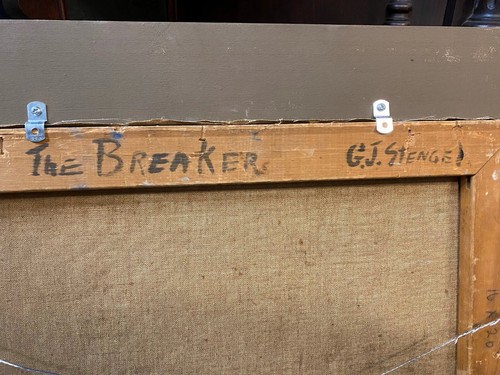 THE BREAKER. G.J. STENGEL